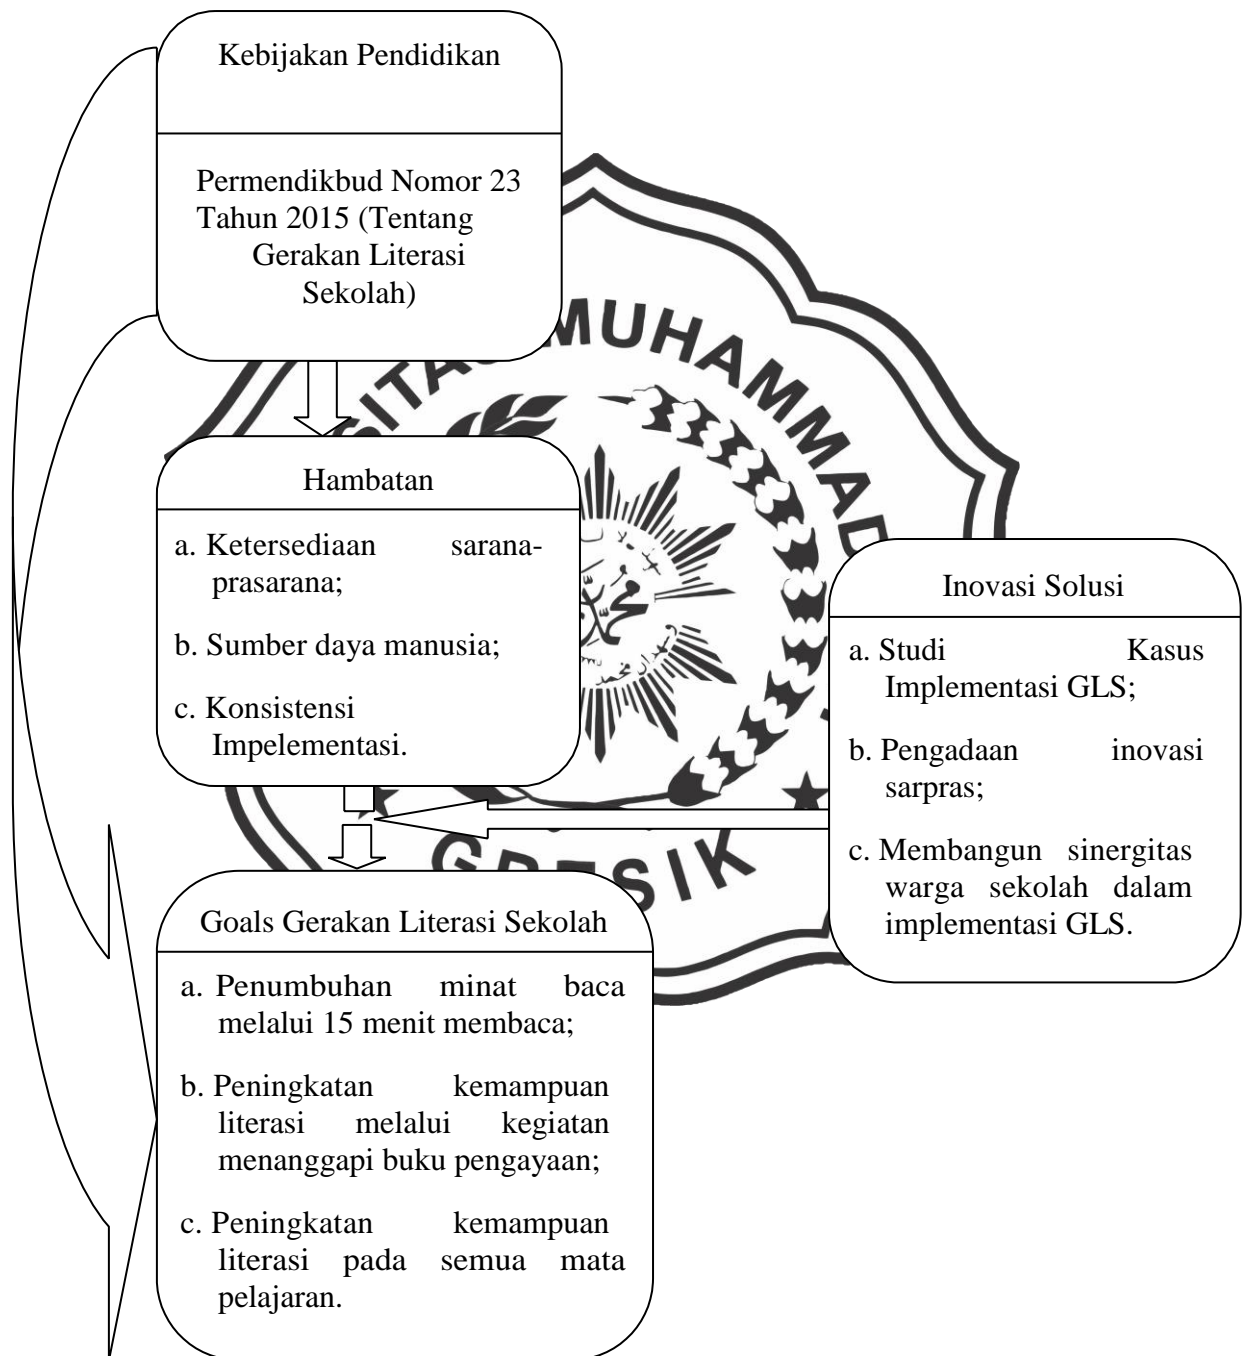 Kebijakan Pendidikan
Permendikbud Nomor 23
Tahun 2015 (Tentang
Gerakan Literasi
Sekolah)
SITAS MUHAMMAD
Hambatan
a. Ketersediaan sarana-
prasarana;
b. Sumber daya manusia;
c. Konsistensi
Impelementasi.
Inovasi Solusi
a. Studi Kasus
Implementasi GLS;
b. Pengadaan inovasi
sarpras;
c. Membangun sinergitas
warga sekolah dalam
implementasi GLS.
GRESIK
Goals Gerakan Literasi Sekolah
a. Penumbuhan minat baca
melalui 15 menit membaca;
b. Peningkatan kemampuan
literasi melalui kegiatan
menanggapi buku pengayaan;
c. Peningkatan kemampuan
literasi pada semua mata
pelajaran.